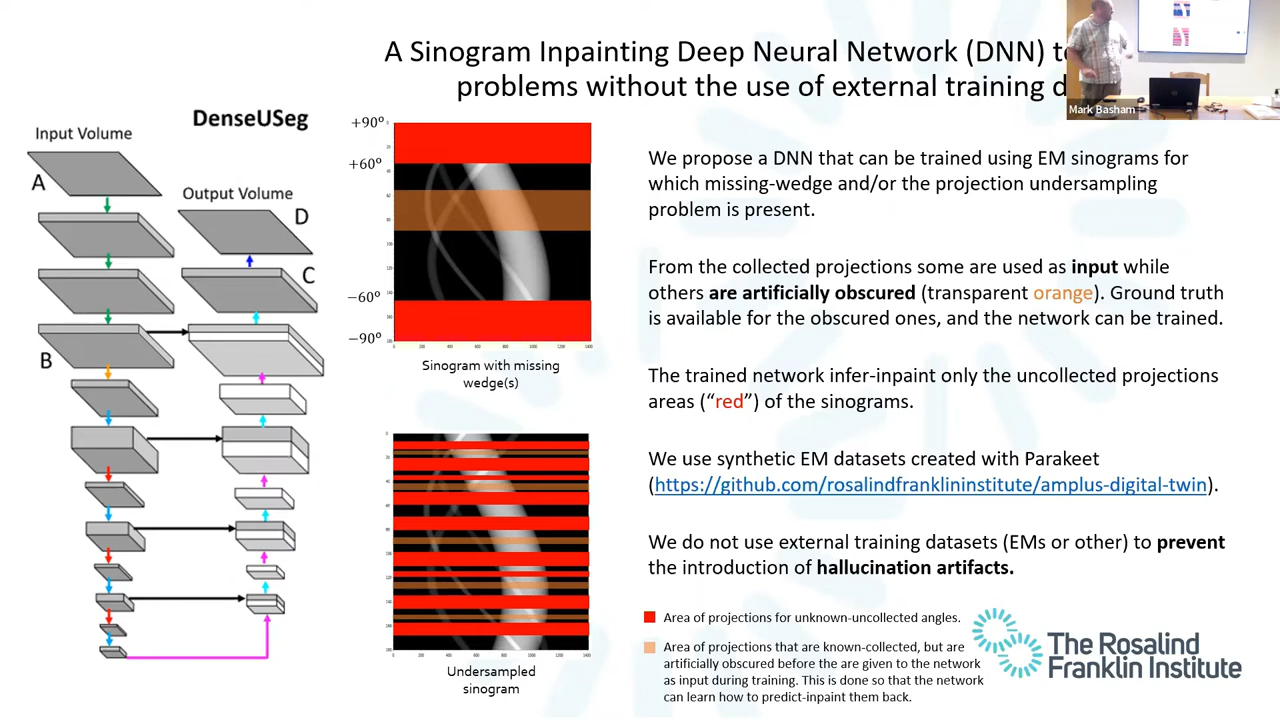 A Sinogram Inpainting Deep Neural Network (DNN) t
problems without the use of external training d
Mark Basham
DenseUSeg
Input Volume
A
Output Volume
D
C
B
+90°
+60°
−60°
−90°
Sinogram with missing
wedge(s)
Undersampled
sinogram
We propose a DNN that can be trained using EM sinograms for
which missing-wedge and/or the projection undersampling
problem is present.
From the collected projections some are used as input while
others are artificially obscured (transparent orange). Ground truth
is available for the obscured ones, and the network can be trained.
The trained network infer-inpaint only the uncollected projections
areas (“red”) of the sinograms.
We use synthetic EM datasets created with Parakeet
(https://github.com/rosalindfranklininstitute/amplus-digital-twin).
We do not use external training datasets (EMs or other) to prevent
the introduction of hallucination artifacts.
Area of projections for unknown-uncollected angles.
Area of projections that are known-collected, but are
artificially obscured before the are given to the network
as input during training. This is done so that the network
can learn how to predict-inpaint them back.
The Rosalind
Franklin Institute